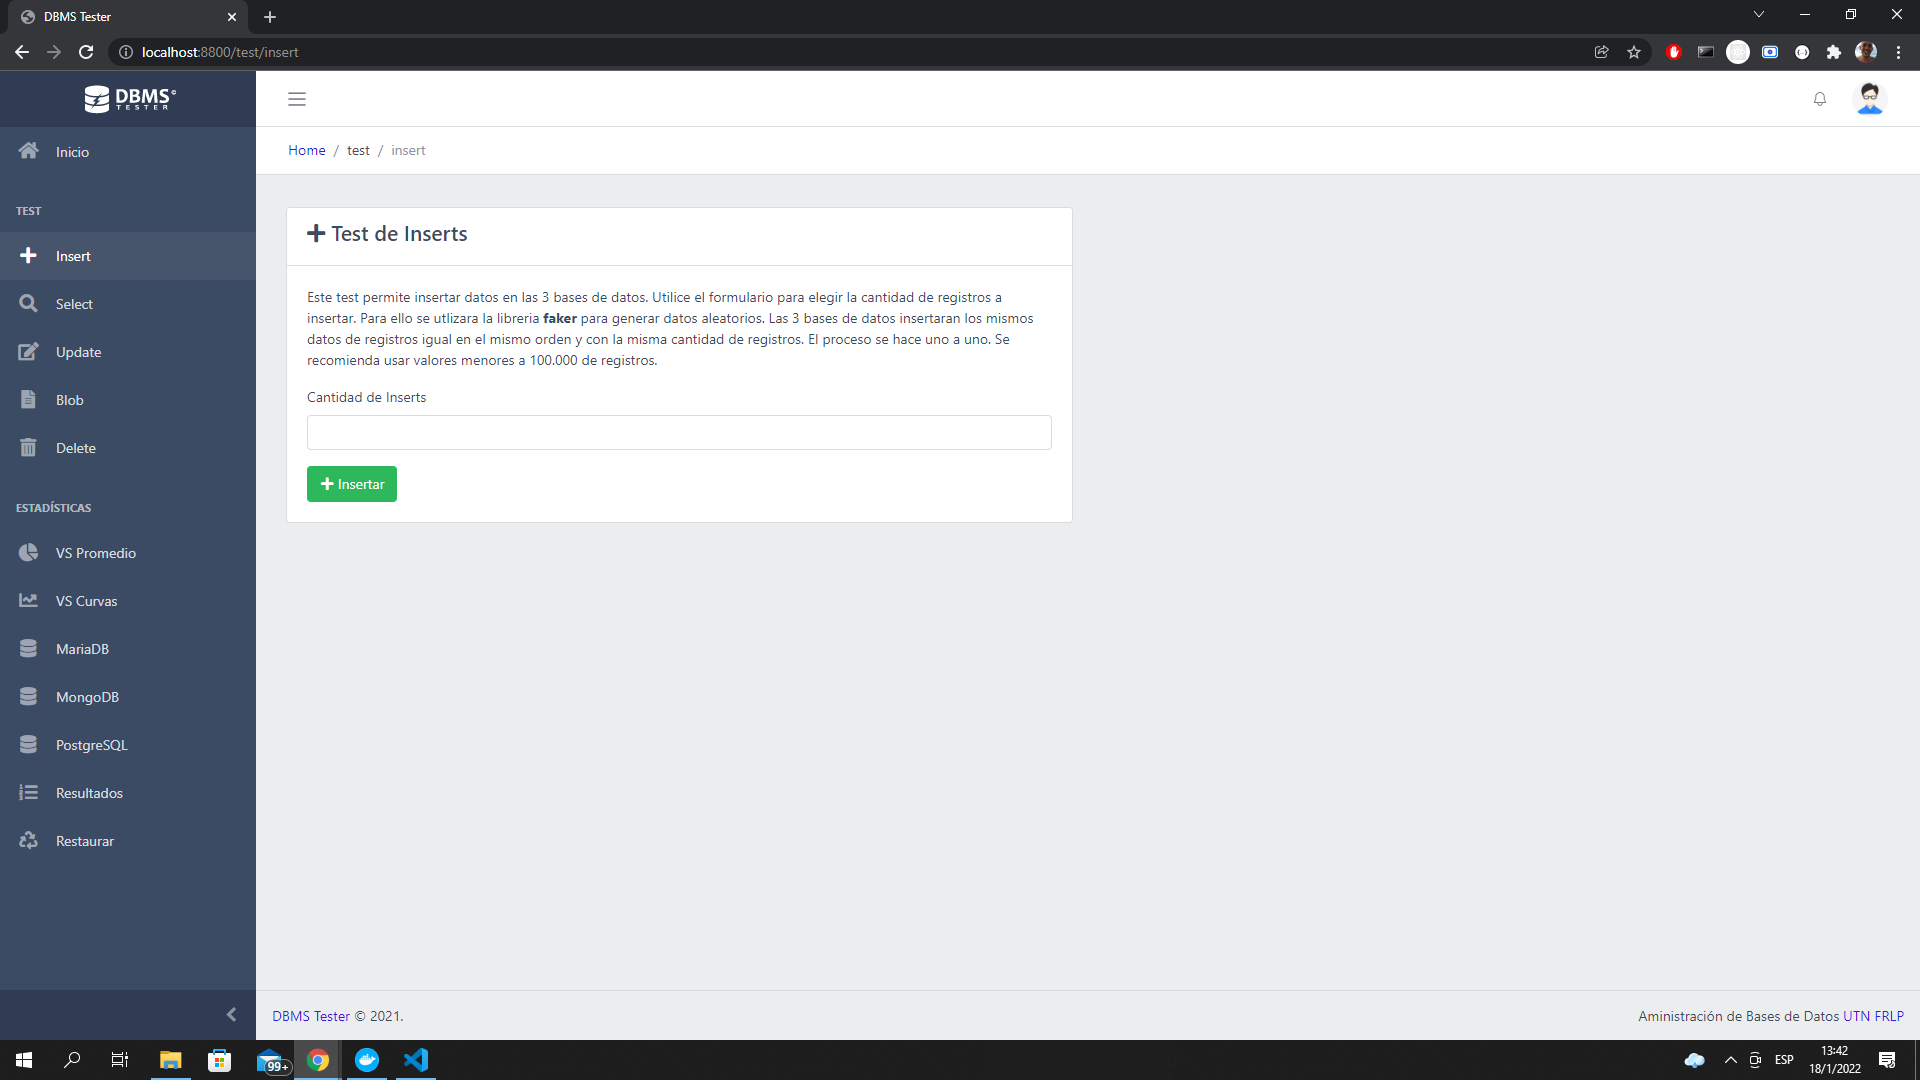 DBMS Tester
localhost:8800/test/insert
DBMS
TESTER
Inicio
TEST
Insert
Select
Update
Blob
Delete
ESTADÍSTICAS
VS Promedio
VS Curvas
MariaDB
MongoDB
PostgreSQL
Resultados
Restaurar
Home / test / insert
Test de Inserts
Este test permite insertar datos en las 3 bases de datos. Utilice el formulario para elegir la cantidad de registros a
insertar. Para ello se utlizara la libreria faker para generar datos aleatorios. Las 3 bases de datos insertaran los mismos
datos de registros igual en el mismo orden y con la misma cantidad de registros. El proceso se hace uno a uno. Se
recomienda usar valores menores a 100.000 de registros.
Cantidad de Inserts
Insertar
DBMS Tester © 2021.
Aministración de Bases de Datos UTN FRLP
99+
ESP
13:42
18/1/2022